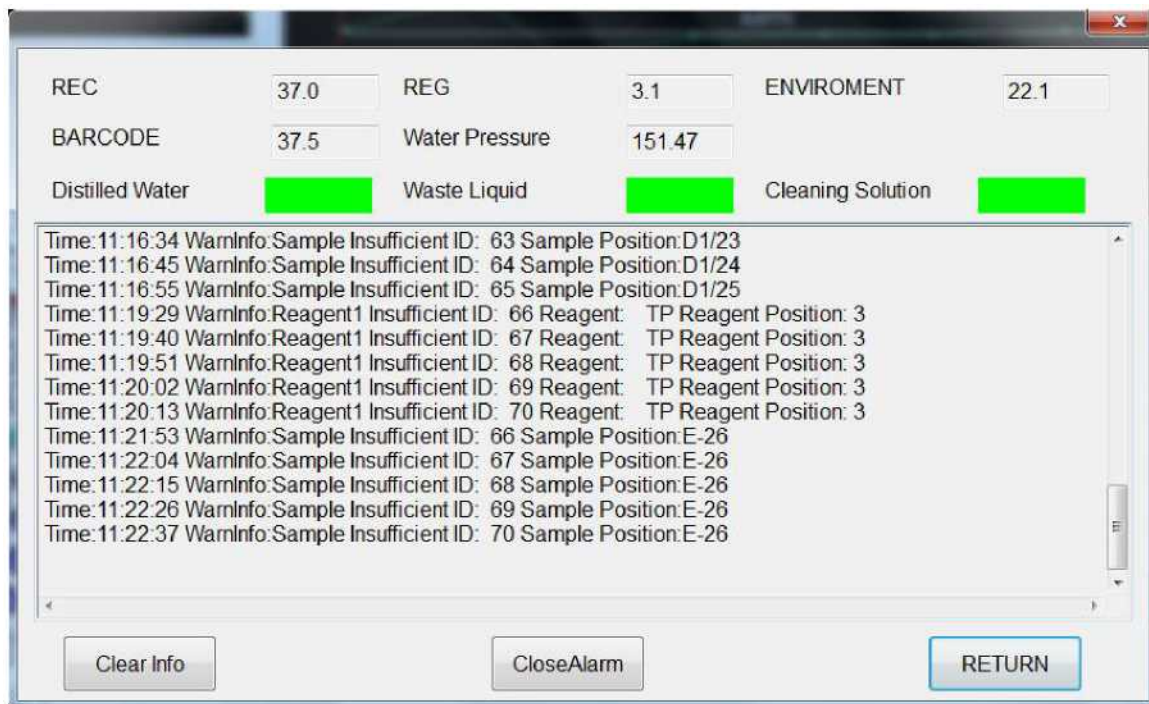 REC 37.0 REG 3.1 ENVIROMENT 22.1
BARCODE 37.5 Water Pressure 151.47
Distilled Water Waste Liquid Cleaning Solution
Time:11:16:34 WarnInfo:Sample Insufficient ID: 63 Sample Position:D1/23
Time:11:16:45 WarnInfo:Sample Insufficient ID: 64 Sample Position:D1/24
Time:11:16:55 WarnInfo:Sample Insufficient ID: 65 Sample Position:D1/25
Time:11:19:29 WarnInfo:Reagent1 Insufficient ID: 66 Reagent: TP Reagent Position: 3
Time:11:19:40 WarnInfo:Reagent1 Insufficient ID: 67 Reagent: TP Reagent Position: 3
Time:11:19:51 WarnInfo:Reagent1 Insufficient ID: 68 Reagent: TP Reagent Position: 3
Time:11:20:02 WarnInfo:Reagent1 Insufficient ID: 69 Reagent: TP Reagent Position: 3
Time:11:20:13 WarnInfo:Reagent1 Insufficient ID: 70 Reagent: TP Reagent Position: 3
Time:11:21:53 WarnInfo:Sample Insufficient ID: 66 Sample Position:E-26
Time:11:22:04 WarnInfo:Sample Insufficient ID: 67 Sample Position:E-26
Time:11:22:15 WarnInfo:Sample Insufficient ID: 68 Sample Position:E-26
Time:11:22:26 WarnInfo:Sample Insufficient ID: 69 Sample Position:E-26
Time:11:22:37 WarnInfo:Sample Insufficient ID: 70 Sample Position:E-26
Clear Info CloseAlarm RETURN